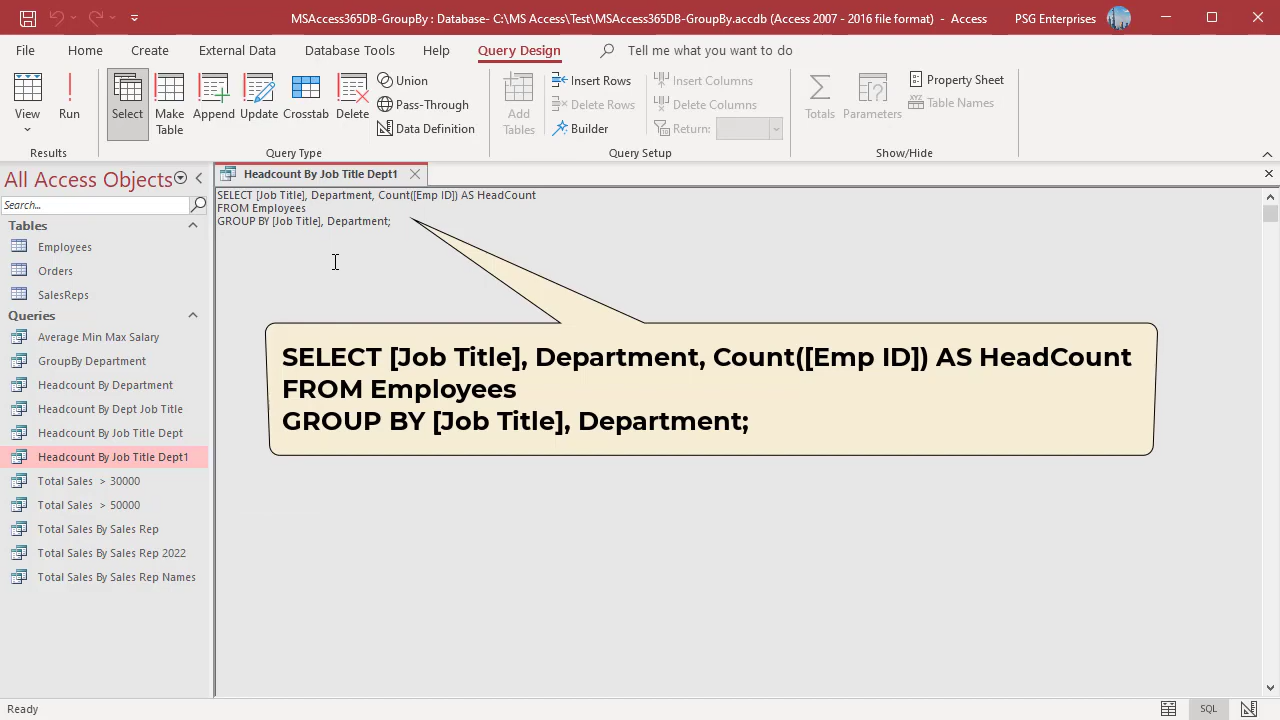 MSAccess365DB-GroupBy : Database- C:\MS Access\Test\MSAccess365DB-GroupBy.accdb (Access 2007 - 2016 file format) - Access
PSG Enterprises
File Home Create External Data Database Tools Help Query Design Tell me what you want to do
View
Run
Results
Select
Make Table
Append
Update
Crosstab
Delete
Union
Pass-Through
Data Definition
Query Type
Add Tables
Insert Rows
Delete Rows
Builder
Insert Columns
Delete Columns
Return:
Query Setup
Totals
Parameters
Property Sheet
Table Names
Show/Hide
All Access Objects
Search...
Tables
Employees
Orders
SalesReps
Queries
Average Min Max Salary
GroupBy Department
Headcount By Department
Headcount By Dept Job Title
Headcount By Job Title Dept
Headcount By Job Title Dept1
Total Sales > 30000
Total Sales > 50000
Total Sales By Sales Rep
Total Sales By Sales Rep 2022
Total Sales By Sales Rep Names
Headcount By Job Title Dept1
SELECT [Job Title], Department, Count([Emp ID]) AS HeadCount
FROM Employees
GROUP BY [Job Title], Department;
SELECT [Job Title], Department, Count([Emp ID]) AS HeadCount
FROM Employees
GROUP BY [Job Title], Department;
Ready
SQL